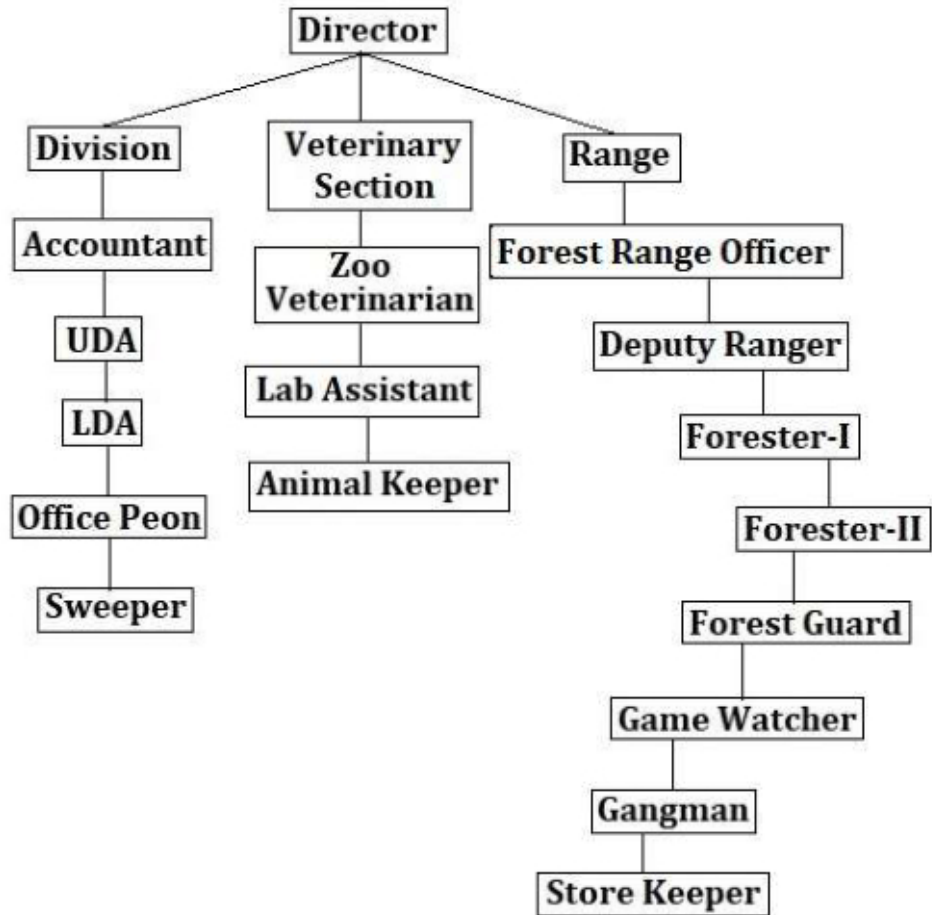 Director
Division
Veterinary
Section
Range
Accountant
Zoo
Veterinarian
Forest Range Officer
UDA
Deputy Ranger
Lab Assistant
LDA
Forester-I
Animal Keeper
Office Peon
Forester-II
Sweeper
Forest Guard
Game Watcher
Gangman
Store Keeper